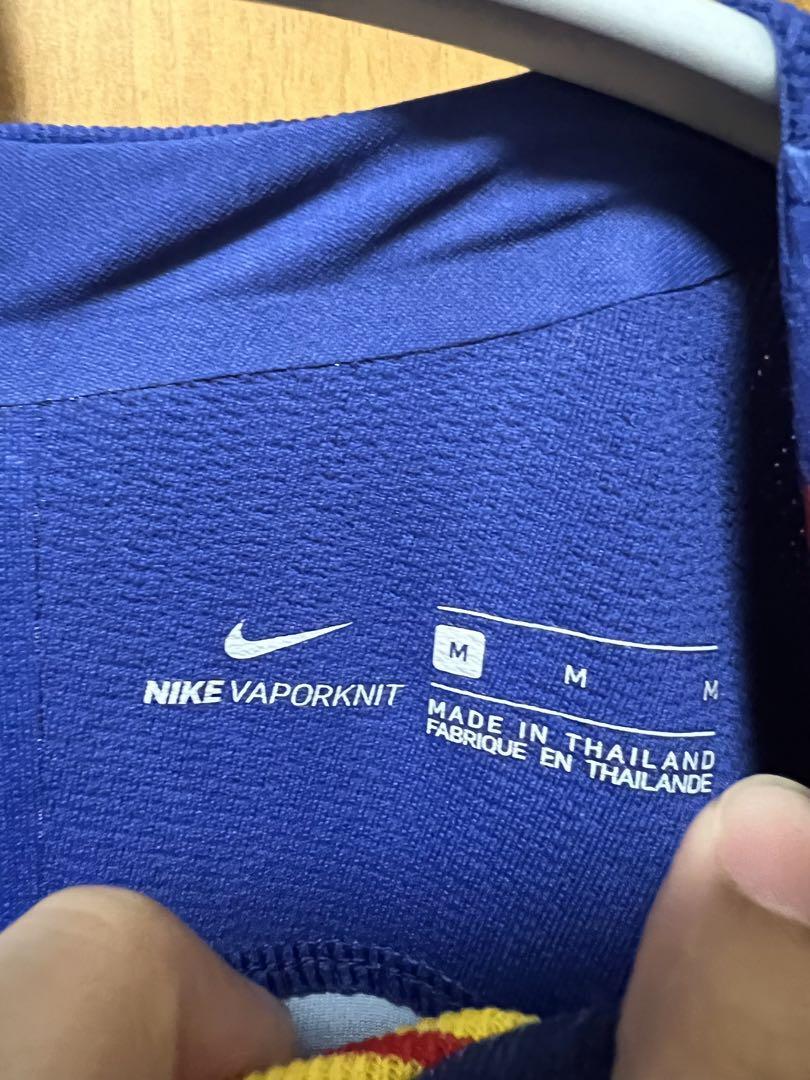 NIKE VAPORKNIT
M M M
MADE IN THAILAND
FABRIQUE EN THAILANDE